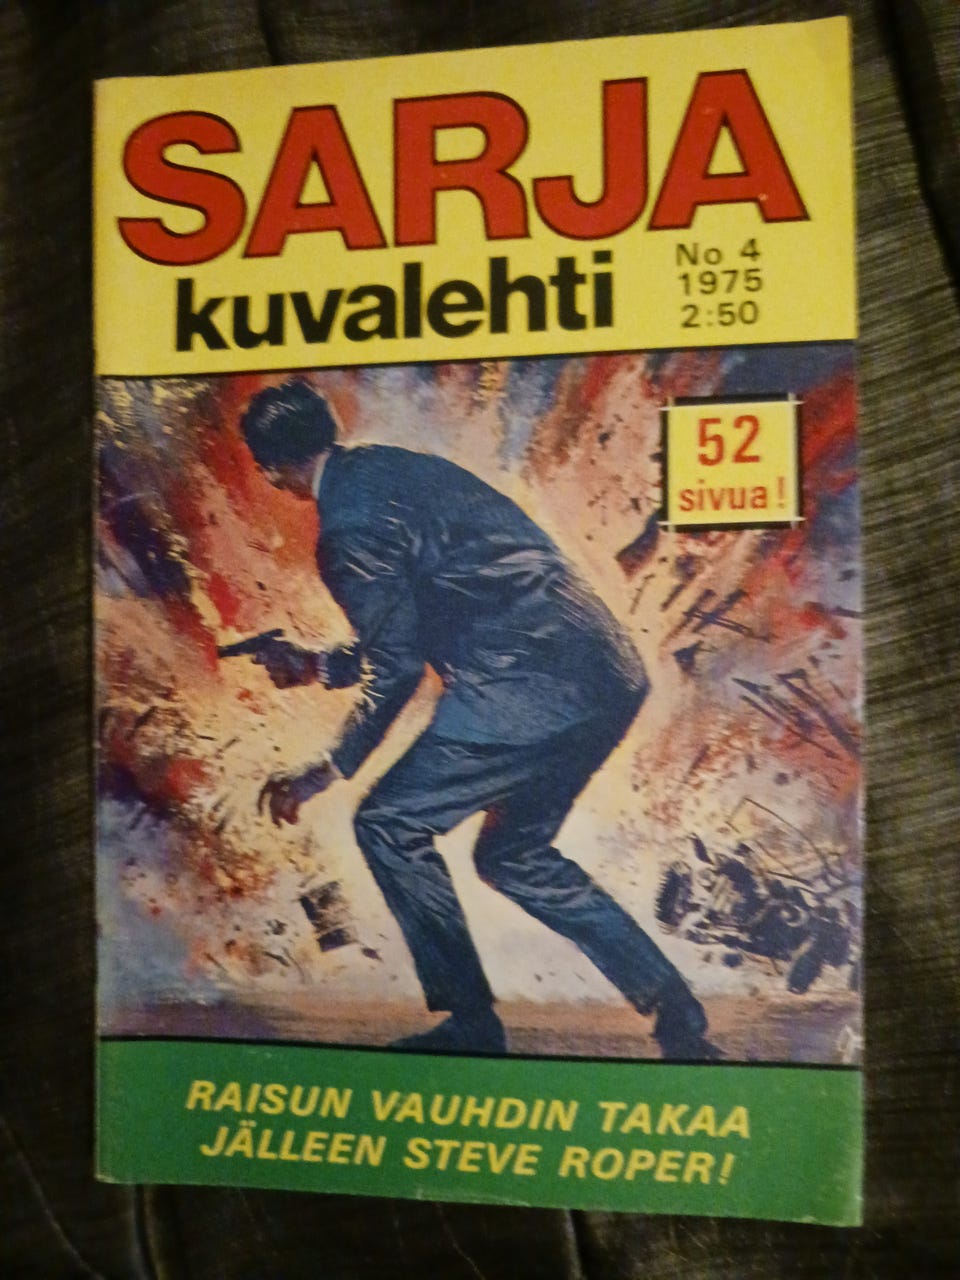 SARJA
kuvalehti
No 4
1975
2:50
52
sivua!
RAISUN VAUHDIN TAKAA
JÄLLEEN STEVE ROPER!